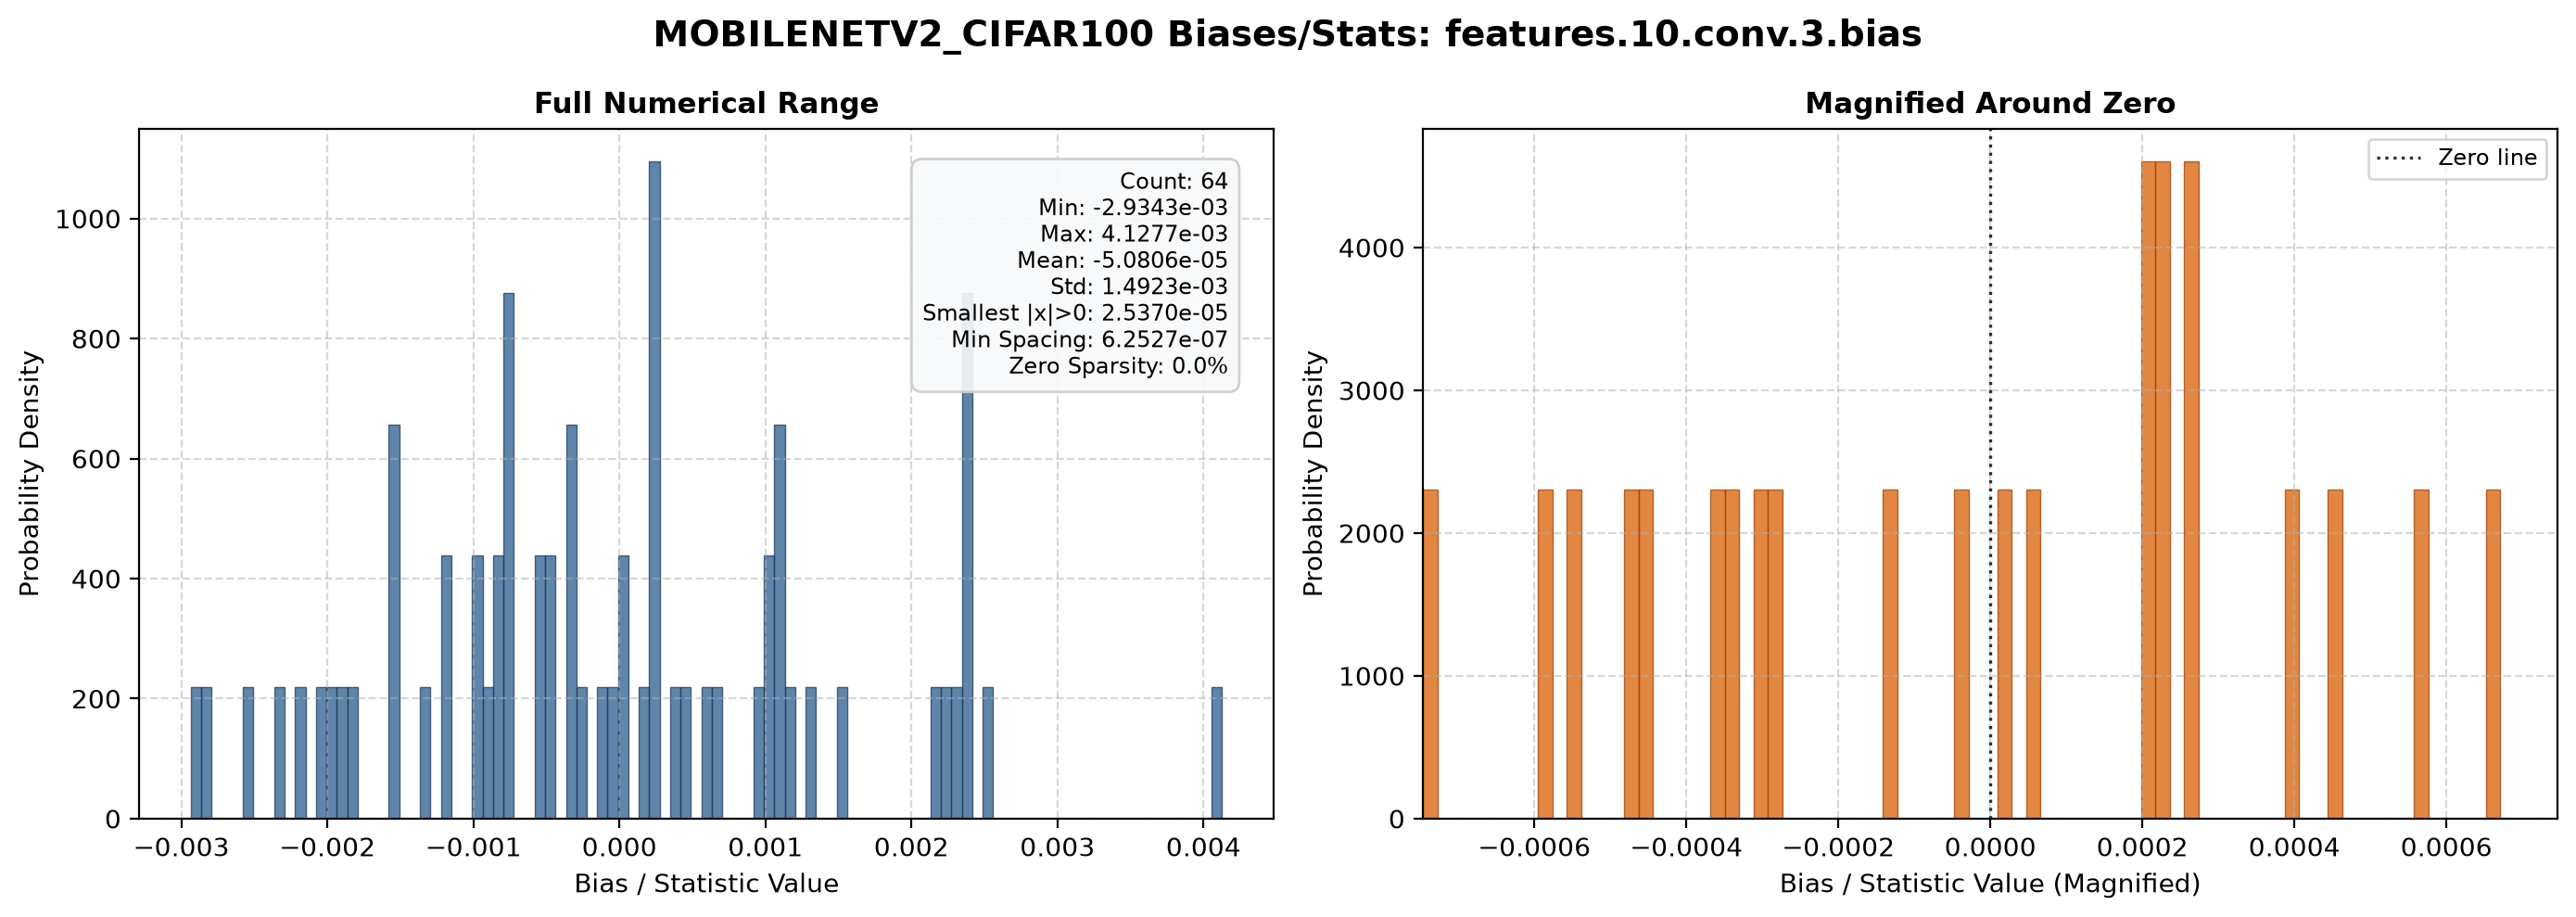 MOBILENETV2_CIFAR100 Biases/Stats: features.10.conv.3.bias
Full Numerical Range
Probability Density
1000
800
600
400
200
0
Count: 64
Min: -2.9343e-03
Max: 4.1277e-03
Mean: -5.0806e-05
Std: 1.4923e-03
Smallest |x|>0: 2.5370e-05
Min Spacing: 6.2527e-07
Zero Sparsity: 0.0%
−0.003 −0.002 −0.001 0.000 0.001 0.002 0.003 0.004
Bias / Statistic Value
Magnified Around Zero
Zero line
Probability Density
4000
3000
2000
1000
0
−0.0006 −0.0004 −0.0002 0.0000 0.0002 0.0004 0.0006
Bias / Statistic Value (Magnified)